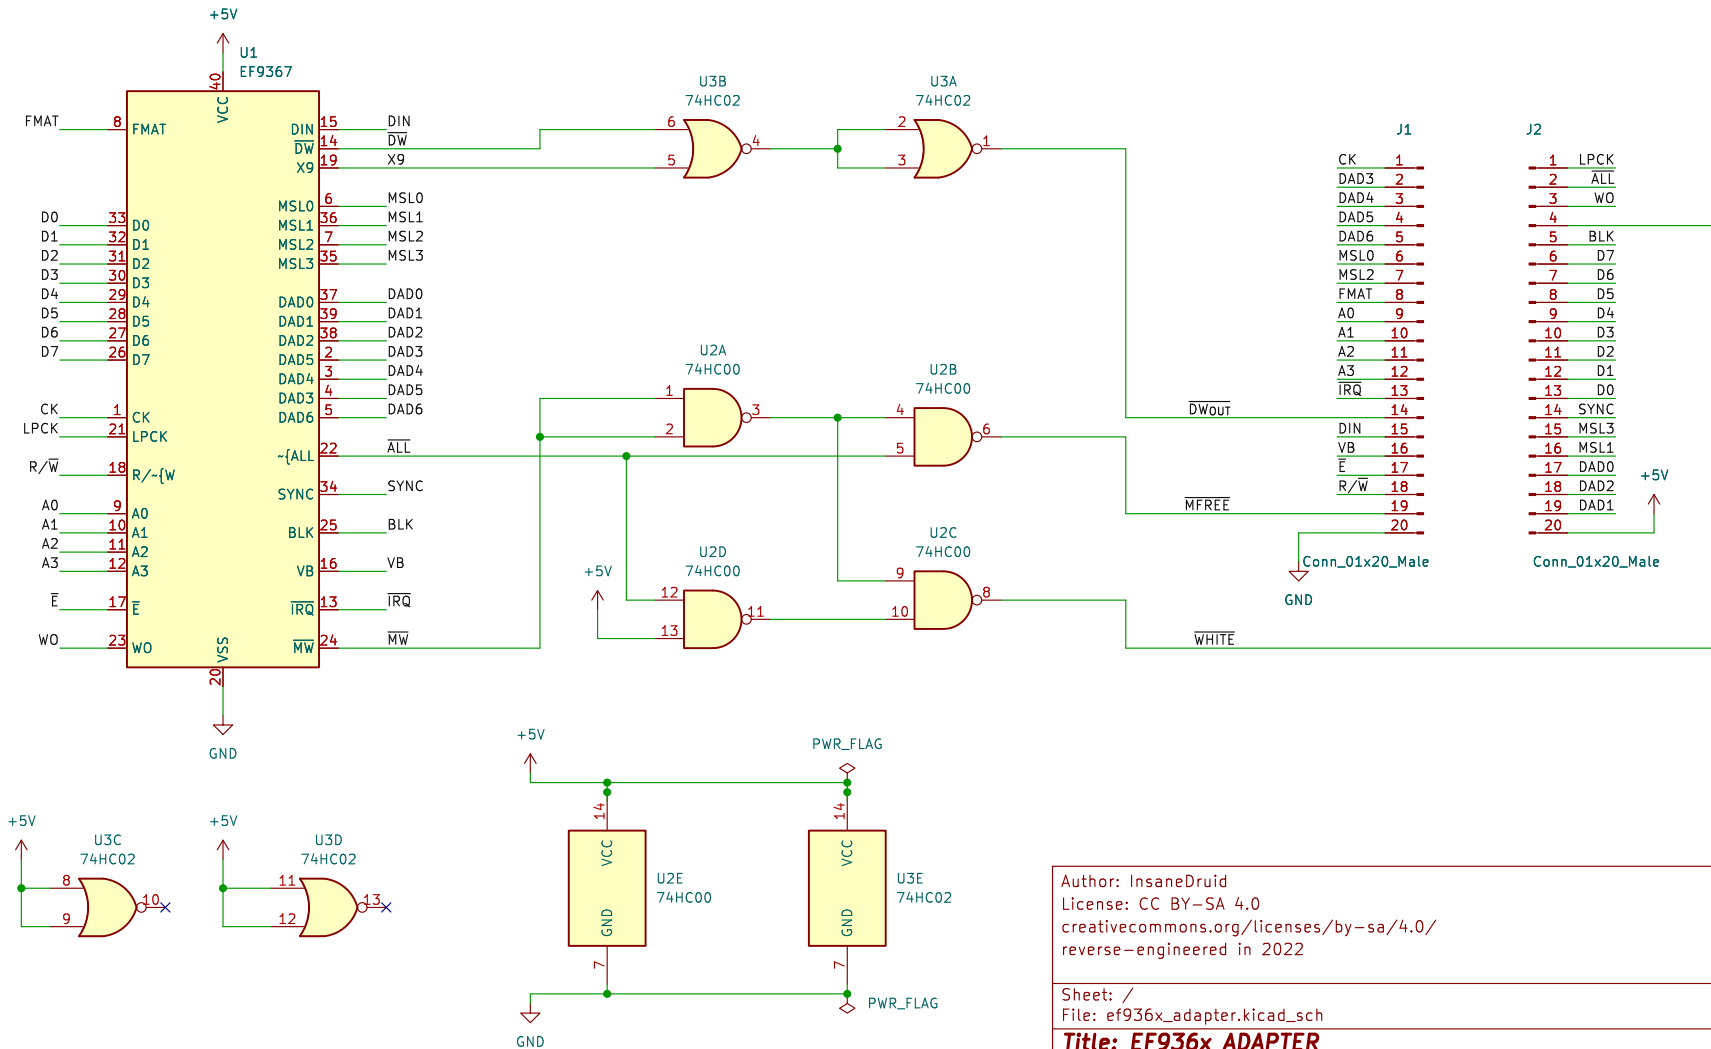 +5V
U1
EF9367
40
VCC
FMAT 8 FMAT
DIN 15 DIN
DW 14 DW
X9 19 X9
MSL0 6 MSL0
MSL1 36 MSL1
MSL2 7 MSL2
MSL3 35 MSL3
D0 33 D0
D1 32 D1
D2 31 D2
D3 30 D3
D4 29 D4
D5 28 D5
D6 27 D6
D7 26 D7
DAD0 37 DAD0
DAD1 39 DAD1
DAD2 38 DAD2
DAD5 2 DAD3
DAD4 3 DAD4
DAD3 4 DAD5
DAD6 5 DAD6
CK 1 CK
LPCK 21 LPCK
~{ALL 22 ALL
R/W 18 R/~{W
SYNC 34 SYNC
A0 9 A0
A1 10 A1
A2 11 A2
A3 12 A3
BLK 25 BLK
VB 16 VB
E 17 E
IRQ 13 IRQ
WO 23 WO
MW 24 MW
VSS
20
GND
U3B
74HC02
6
5
4
U3A
74HC02
2
3
1
U2A
74HC00
1
2
3
U2B
74HC00
4
5
6
+5V
U2D
74HC00
12
13
11
U2C
74HC00
9
10
8
DWOUT
MFREE
WHITE
J1
CK 1
DAD3 2
DAD4 3
DAD5 4
DAD6 5
MSL0 6
MSL2 7
FMAT 8
A0 9
A1 10
A2 11
A3 12
IRQ 13
14
DIN 15
VB 16
E 17
R/W 18
19
20
Conn_01x20_Male
GND
J2
1 LPCK
2 ALL
3 WO
4
5 BLK
6 D7
7 D6
8 D5
9 D4
10 D3
11 D2
12 D1
13 D0
14 SYNC
15 MSL3
16 MSL1
17 DAD0
18 DAD2
19 DAD1
20
+5V
Conn_01x20_Male
+5V
U3C
74HC02
8
9
10
+5V
U3D
74HC02
11
12
13
+5V
PWR_FLAG
14
VCC
U2E
74HC00
GND
7
14
VCC
U3E
74HC02
GND
7
PWR_FLAG
GND
Author: InsaneDruid
License: CC BY-SA 4.0
creativecommons.org/licenses/by-sa/4.0/
reverse-engineered in 2022
Sheet: /
File: ef936x_adapter.kicad_sch
Title: EF936x ADAPTER